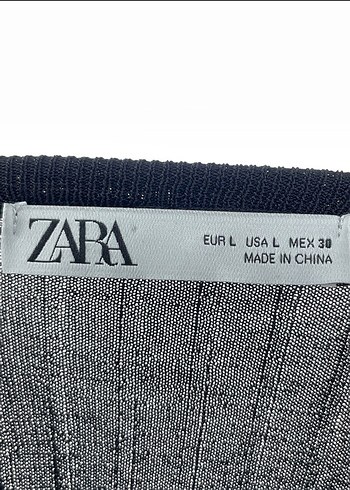 ZARA
EUR L USA L MEX 30
MADE IN CHINA